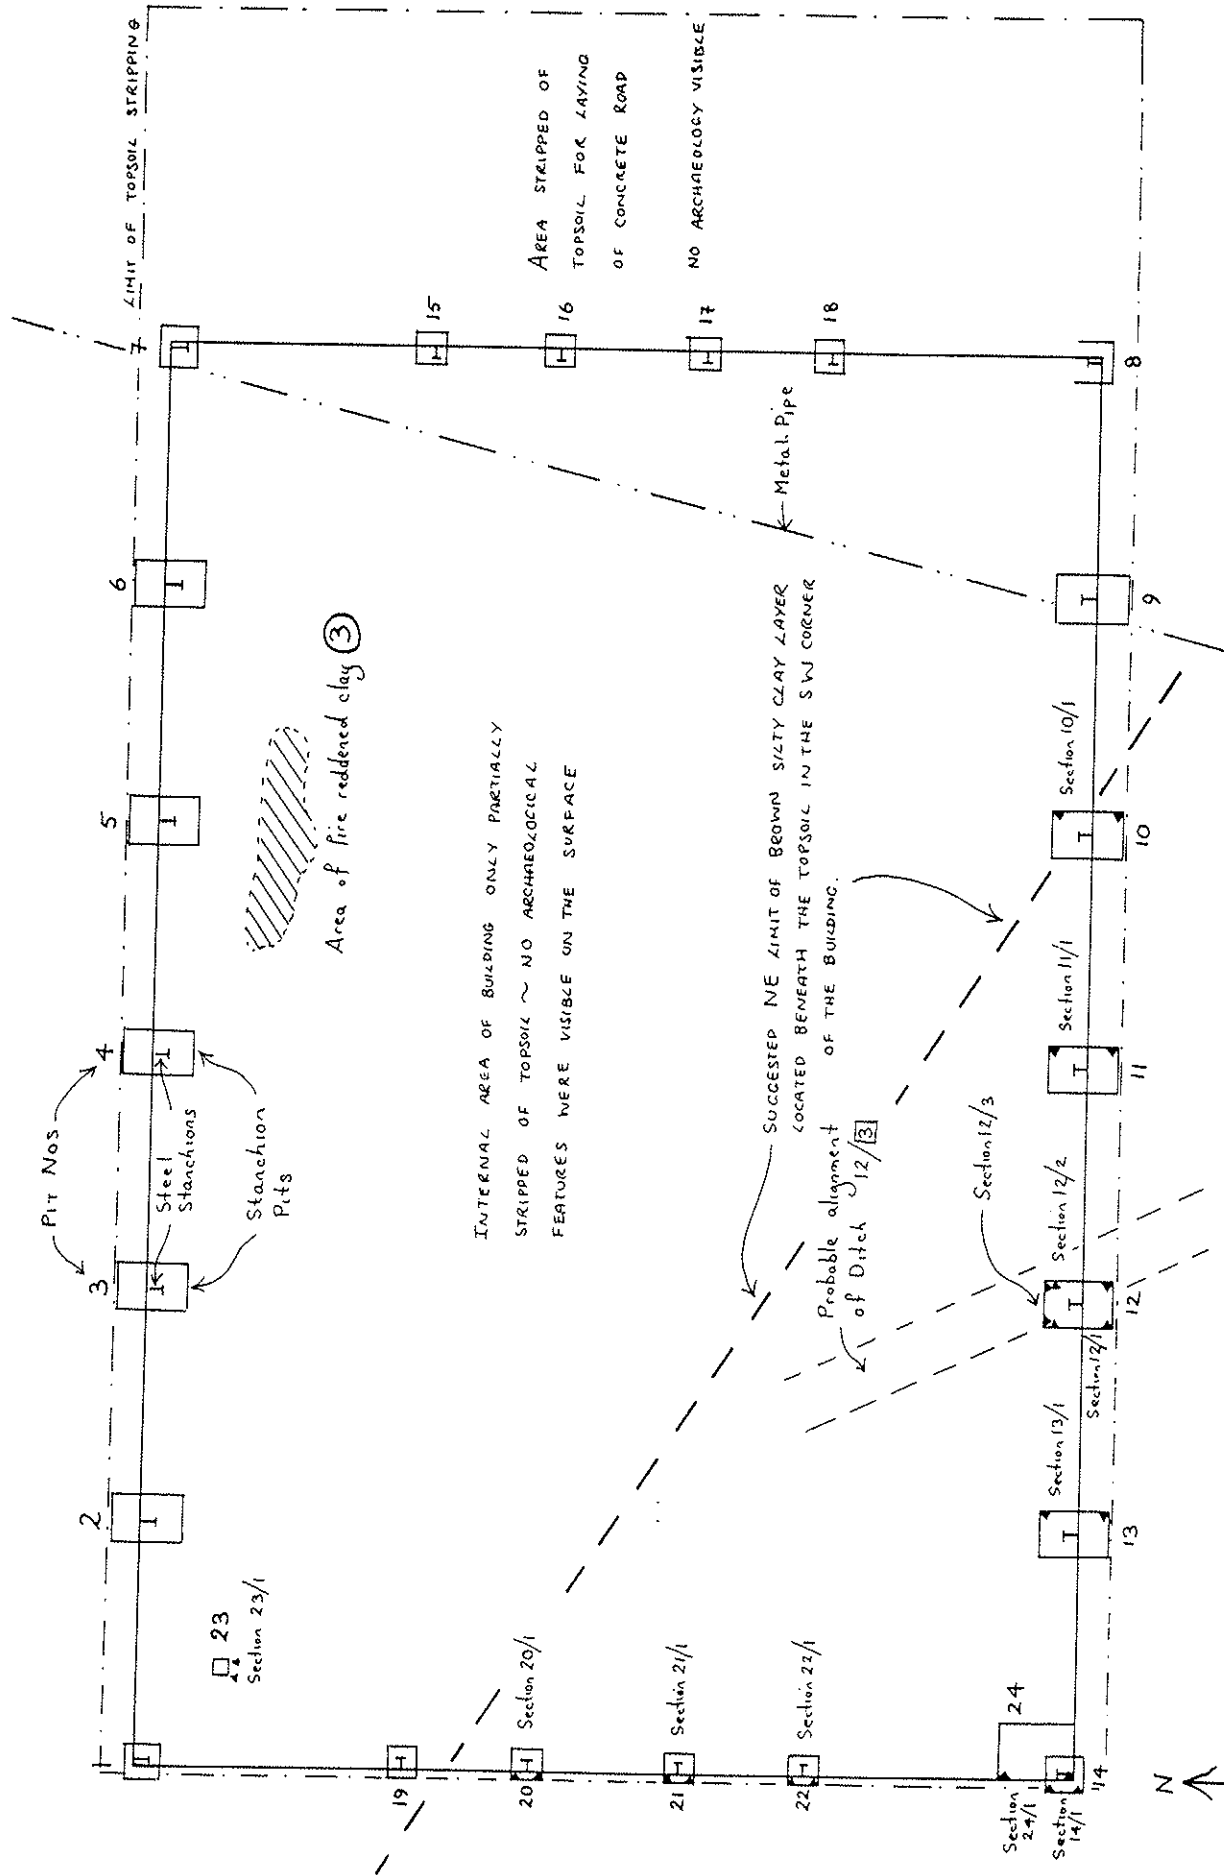 LIMIT OF TOPSOIL STRIPPING
PIT NOS
1
2
3
4
5
6
7
Steel
Stanchions
Stanchion
Pits
23
Section 23/1
Area of fire reddened clay 3
AREA STRIPPED OF
TOPSOIL FOR LAYING
OF CONCRETE ROAD
NO ARCHAEOLOGY VISIBLE
15
16
17
18
INTERNAL AREA OF BUILDING ONLY PARTIALLY
STRIPPED OF TOPSOIL ~ NO ARCHAEOLOGICAL
FEATURES WERE VISIBLE ON THE SURFACE
Metal Pipe
19
20
Section 20/1
21
Section 21/1
22
Section 22/1
SUGGESTED NE LIMIT OF BROWN SILTY CLAY LAYER
LOCATED BENEATH THE TOPSOIL IN THE SW CORNER
OF THE BUILDING.
Probable alignment
of Ditch 12/3
Section 12/3
24
Section
24/1
Section
14/1
14
Section 13/1
13
Section 12/1
Section 12/2
12
Section 11/1
11
Section 10/1
10
9
8
N